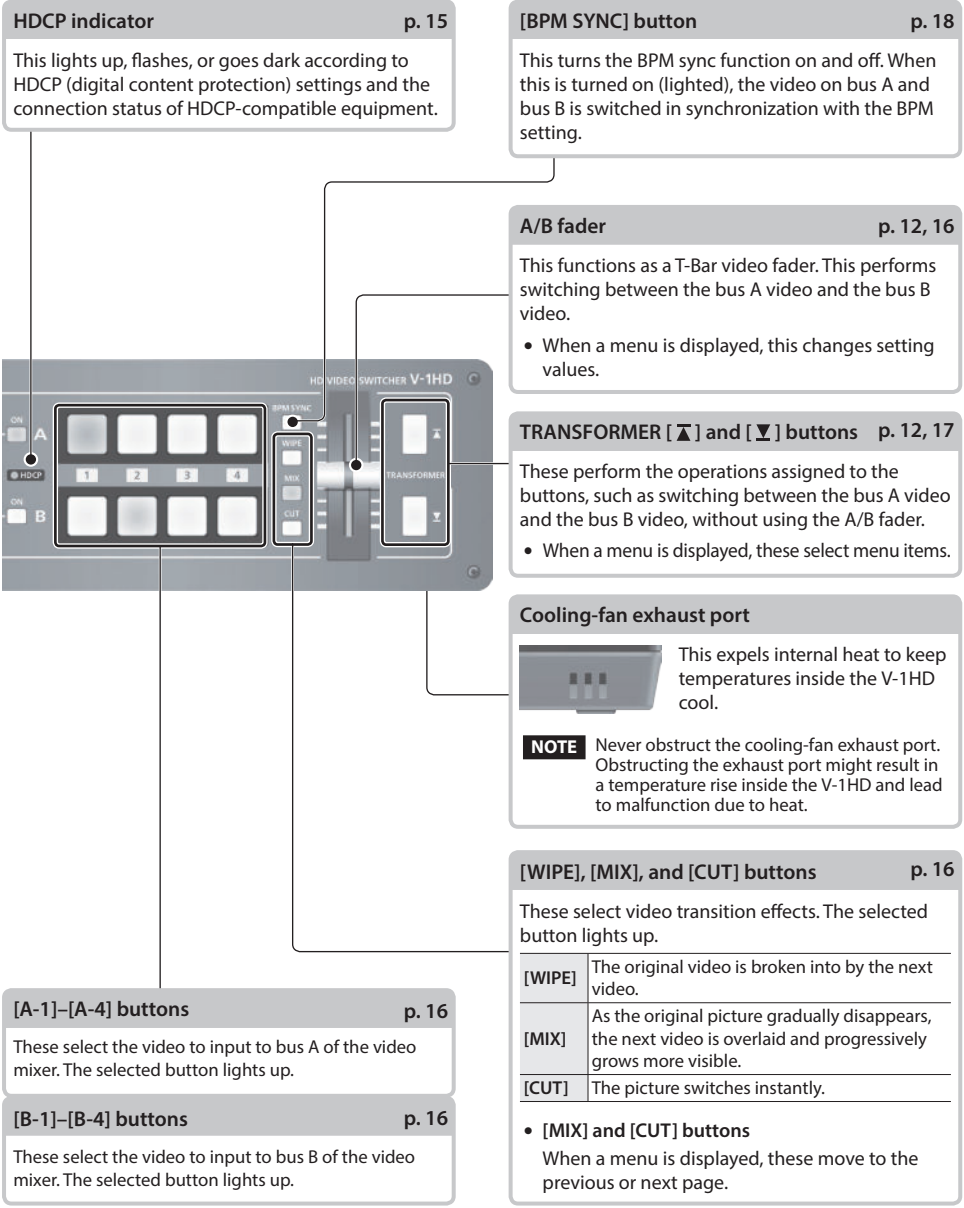 HDCP indicator p. 15
This lights up, flashes, or goes dark according to
HDCP (digital content protection) settings and the
connection status of HDCP-compatible equipment.
[BPM SYNC] button p. 18
This turns the BPM sync function on and off. When
this is turned on (lighted), the video on bus A and
bus B is switched in synchronization with the BPM
setting.
A/B fader p. 12, 16
This functions as a T-Bar video fader. This performs
switching between the bus A video and the bus B
video.
• When a menu is displayed, this changes setting
values.
HD VIDEO SWITCHER V-1HD
BPM SYNC
ON
A
WIPE
HDCP
1 2 3 4
MIX
TRANSFORMER
ON
B
CUT
TRANSFORMER [ ⊼ ] and [ ⊻ ] buttons p. 12, 17
These perform the operations assigned to the
buttons, such as switching between the bus A video
and the bus B video, without using the A/B fader.
• When a menu is displayed, these select menu items.
Cooling-fan exhaust port
This expels internal heat to keep
temperatures inside the V-1HD
cool.
NOTE Never obstruct the cooling-fan exhaust port.
Obstructing the exhaust port might result in
a temperature rise inside the V-1HD and lead
to malfunction due to heat.
[WIPE], [MIX], and [CUT] buttons p. 16
These select video transition effects. The selected
button lights up.
[WIPE] The original video is broken into by the next
video.
[MIX] As the original picture gradually disappears,
the next video is overlaid and progressively
grows more visible.
[CUT] The picture switches instantly.
• [MIX] and [CUT] buttons
When a menu is displayed, these move to the
previous or next page.
[A-1]–[A-4] buttons p. 16
These select the video to input to bus A of the video
mixer. The selected button lights up.
[B-1]–[B-4] buttons p. 16
These select the video to input to bus B of the video
mixer. The selected button lights up.